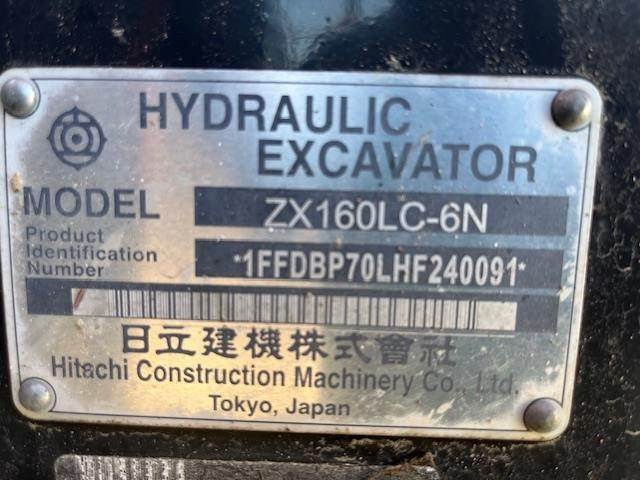 HYDRAULIC
EXCAVATOR
MODEL ZX160LC-6N
Product
Identification
Number *1FFDBP70LHF240091*
日立建機株式會社
Hitachi Construction Machinery Co., Ltd.
Tokyo, Japan